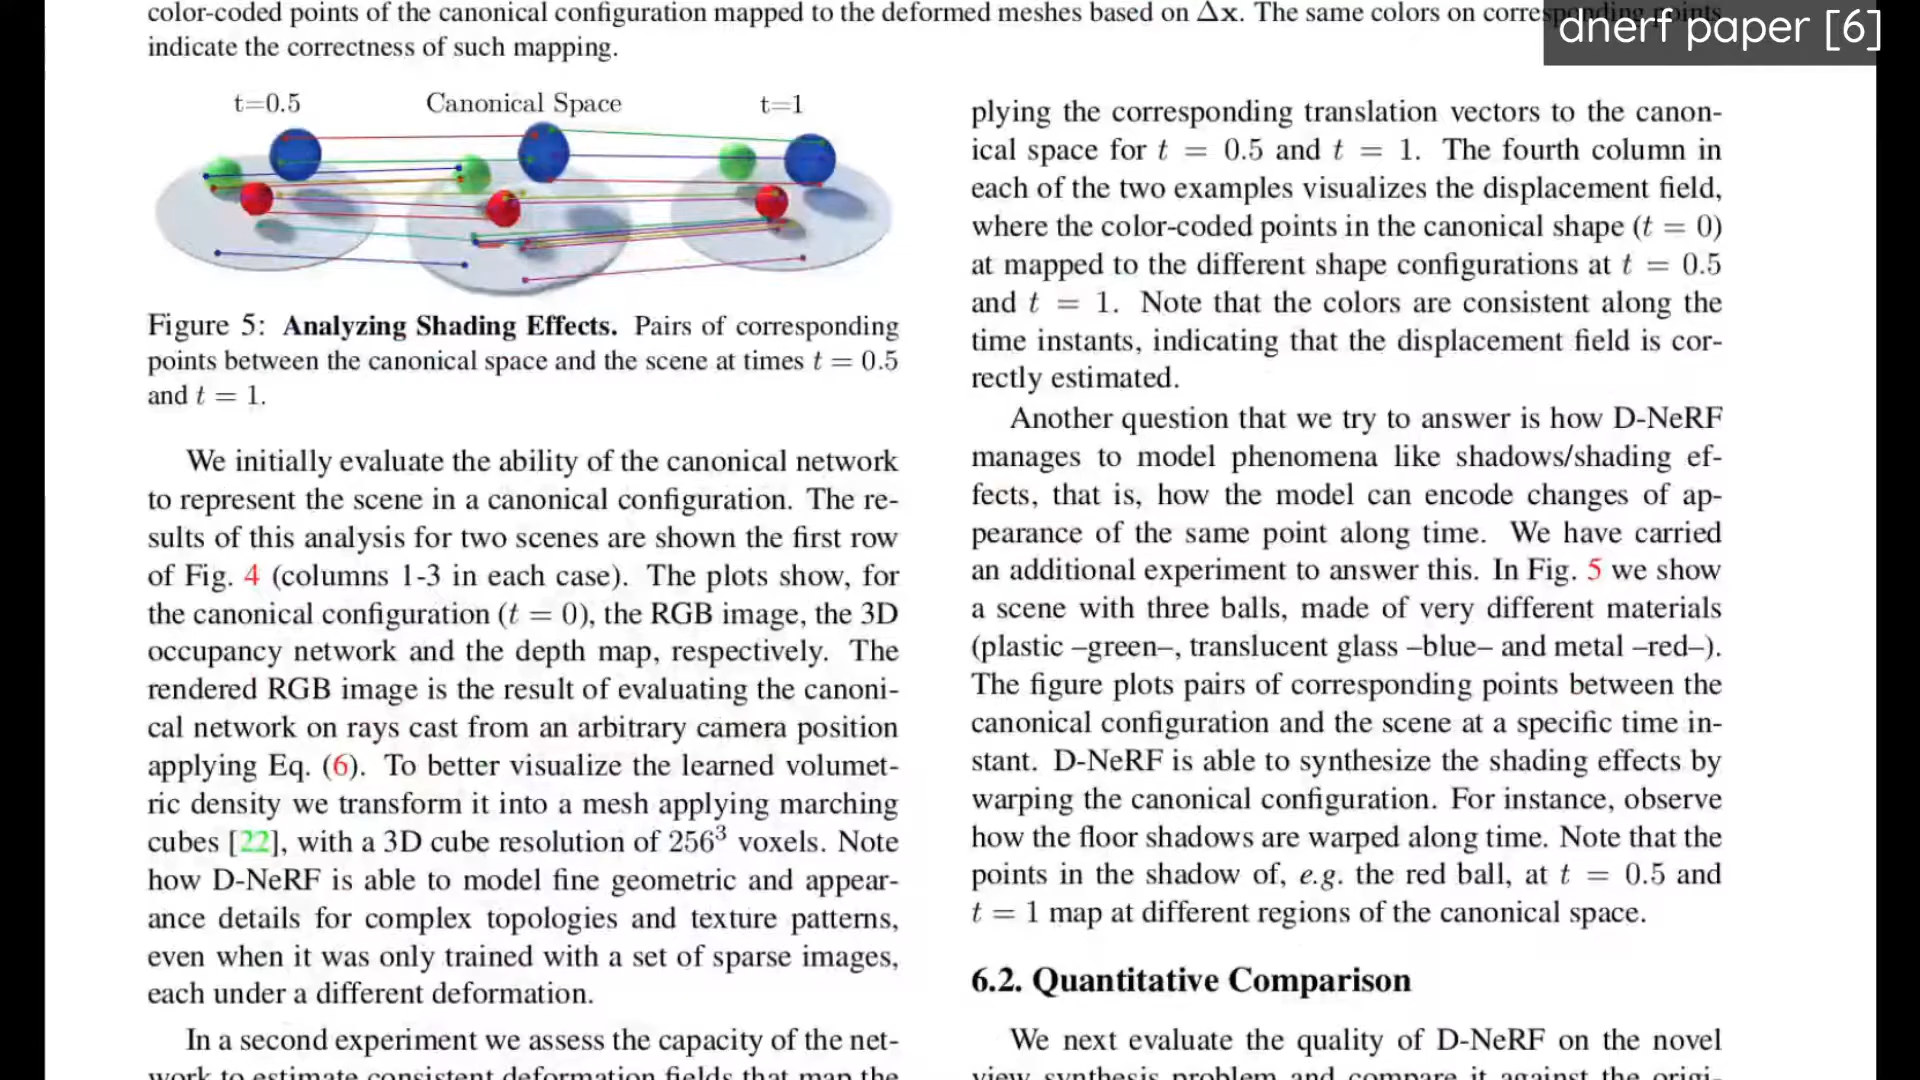 color-coded points of the canonical configuration mapped to the deformed meshes based on Δx. The same colors on corresponding points
indicate the correctness of such mapping.
dnerf paper [6]
t=0.5 Canonical Space t=1
Figure 5: Analyzing Shading Effects. Pairs of corresponding
points between the canonical space and the scene at times t = 0.5
and t = 1.
We initially evaluate the ability of the canonical network
to represent the scene in a canonical configuration. The re-
sults of this analysis for two scenes are shown the first row
of Fig. 4 (columns 1-3 in each case). The plots show, for
the canonical configuration (t = 0), the RGB image, the 3D
occupancy network and the depth map, respectively. The
rendered RGB image is the result of evaluating the canoni-
cal network on rays cast from an arbitrary camera position
applying Eq. (6). To better visualize the learned volumet-
ric density we transform it into a mesh applying marching
cubes [22], with a 3D cube resolution of 256³ voxels. Note
how D-NeRF is able to model fine geometric and appear-
ance details for complex topologies and texture patterns,
even when it was only trained with a set of sparse images,
each under a different deformation.
In a second experiment we assess the capacity of the net-
work to estimate consistent deformation fields that map the
plying the corresponding translation vectors to the canon-
ical space for t = 0.5 and t = 1. The fourth column in
each of the two examples visualizes the displacement field,
where the color-coded points in the canonical shape (t = 0)
at mapped to the different shape configurations at t = 0.5
and t = 1. Note that the colors are consistent along the
time instants, indicating that the displacement field is cor-
rectly estimated.
Another question that we try to answer is how D-NeRF
manages to model phenomena like shadows/shading ef-
fects, that is, how the model can encode changes of ap-
pearance of the same point along time. We have carried
an additional experiment to answer this. In Fig. 5 we show
a scene with three balls, made of very different materials
(plastic –green–, translucent glass –blue– and metal –red–).
The figure plots pairs of corresponding points between the
canonical configuration and the scene at a specific time in-
stant. D-NeRF is able to synthesize the shading effects by
warping the canonical configuration. For instance, observe
how the floor shadows are warped along time. Note that the
points in the shadow of, e.g. the red ball, at t = 0.5 and
t = 1 map at different regions of the canonical space.
6.2. Quantitative Comparison
We next evaluate the quality of D-NeRF on the novel
view synthesis problem and compare it against the origi-